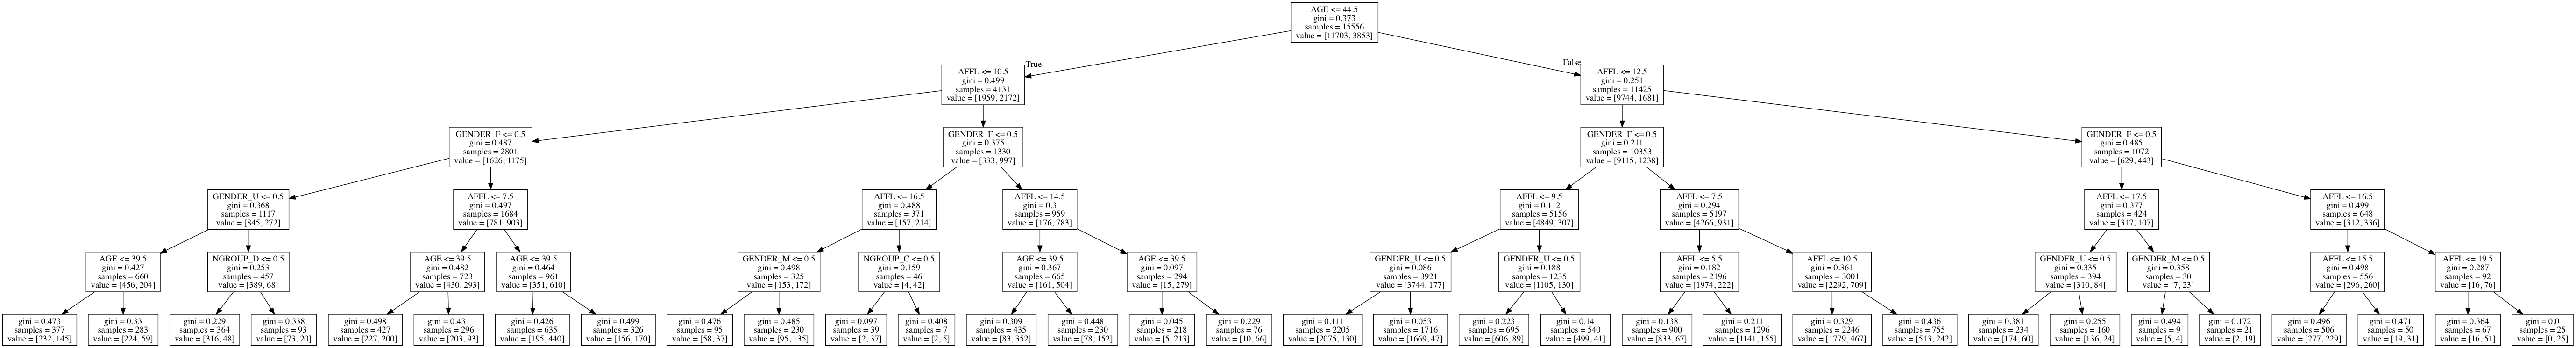 AGE <= 44.5
gini = 0.373
samples = 15556
value = [11703, 3853]
True
False
AFFL <= 10.5
gini = 0.499
samples = 4131
value = [1959, 2172]
AFFL <= 12.5
gini = 0.251
samples = 11425
value = [9744, 1681]
GENDER_F <= 0.5
gini = 0.487
samples = 2801
value = [1626, 1175]
GENDER_F <= 0.5
gini = 0.375
samples = 1330
value = [333, 997]
GENDER_F <= 0.5
gini = 0.211
samples = 10353
value = [9115, 1238]
GENDER_F <= 0.5
gini = 0.485
samples = 1072
value = [629, 443]
GENDER_U <= 0.5
gini = 0.368
samples = 1117
value = [845, 272]
AFFL <= 7.5
gini = 0.497
samples = 1684
value = [781, 903]
AFFL <= 16.5
gini = 0.488
samples = 371
value = [157, 214]
AFFL <= 14.5
gini = 0.3
samples = 959
value = [176, 783]
AFFL <= 9.5
gini = 0.112
samples = 5156
value = [4849, 307]
AFFL <= 7.5
gini = 0.294
samples = 5197
value = [4266, 931]
AFFL <= 17.5
gini = 0.377
samples = 424
value = [317, 107]
AFFL <= 16.5
gini = 0.499
samples = 648
value = [312, 336]
AGE <= 39.5
gini = 0.427
samples = 660
value = [456, 204]
NGROUP_D <= 0.5
gini = 0.253
samples = 457
value = [389, 68]
AGE <= 39.5
gini = 0.482
samples = 723
value = [430, 293]
AGE <= 39.5
gini = 0.464
samples = 961
value = [351, 610]
GENDER_M <= 0.5
gini = 0.498
samples = 325
value = [153, 172]
NGROUP_C <= 0.5
gini = 0.159
samples = 46
value = [4, 42]
AGE <= 39.5
gini = 0.367
samples = 665
value = [161, 504]
AGE <= 39.5
gini = 0.097
samples = 294
value = [15, 279]
GENDER_U <= 0.5
gini = 0.086
samples = 3921
value = [3744, 177]
GENDER_U <= 0.5
gini = 0.188
samples = 1235
value = [1105, 130]
AFFL <= 5.5
gini = 0.182
samples = 2196
value = [1974, 222]
AFFL <= 10.5
gini = 0.361
samples = 3001
value = [2292, 709]
GENDER_U <= 0.5
gini = 0.335
samples = 394
value = [310, 84]
GENDER_M <= 0.5
gini = 0.358
samples = 30
value = [7, 23]
AFFL <= 15.5
gini = 0.498
samples = 556
value = [296, 260]
AFFL <= 19.5
gini = 0.287
samples = 92
value = [16, 76]
gini = 0.473
samples = 377
value = [232, 145]
gini = 0.33
samples = 283
value = [224, 59]
gini = 0.229
samples = 364
value = [316, 48]
gini = 0.338
samples = 93
value = [73, 20]
gini = 0.498
samples = 427
value = [227, 200]
gini = 0.431
samples = 296
value = [203, 93]
gini = 0.426
samples = 635
value = [195, 440]
gini = 0.499
samples = 326
value = [156, 170]
gini = 0.476
samples = 95
value = [58, 37]
gini = 0.485
samples = 230
value = [95, 135]
gini = 0.097
samples = 39
value = [2, 37]
gini = 0.408
samples = 7
value = [2, 5]
gini = 0.309
samples = 435
value = [83, 352]
gini = 0.448
samples = 230
value = [78, 152]
gini = 0.045
samples = 218
value = [5, 213]
gini = 0.229
samples = 76
value = [10, 66]
gini = 0.111
samples = 2205
value = [2075, 130]
gini = 0.053
samples = 1716
value = [1669, 47]
gini = 0.223
samples = 695
value = [606, 89]
gini = 0.14
samples = 540
value = [499, 41]
gini = 0.138
samples = 900
value = [833, 67]
gini = 0.211
samples = 1296
value = [1141, 155]
gini = 0.329
samples = 2246
value = [1779, 467]
gini = 0.436
samples = 755
value = [513, 242]
gini = 0.381
samples = 234
value = [174, 60]
gini = 0.255
samples = 160
value = [136, 24]
gini = 0.494
samples = 9
value = [5, 4]
gini = 0.172
samples = 21
value = [2, 19]
gini = 0.496
samples = 506
value = [277, 229]
gini = 0.471
samples = 50
value = [19, 31]
gini = 0.364
samples = 67
value = [16, 51]
gini = 0.0
samples = 25
value = [0, 25]